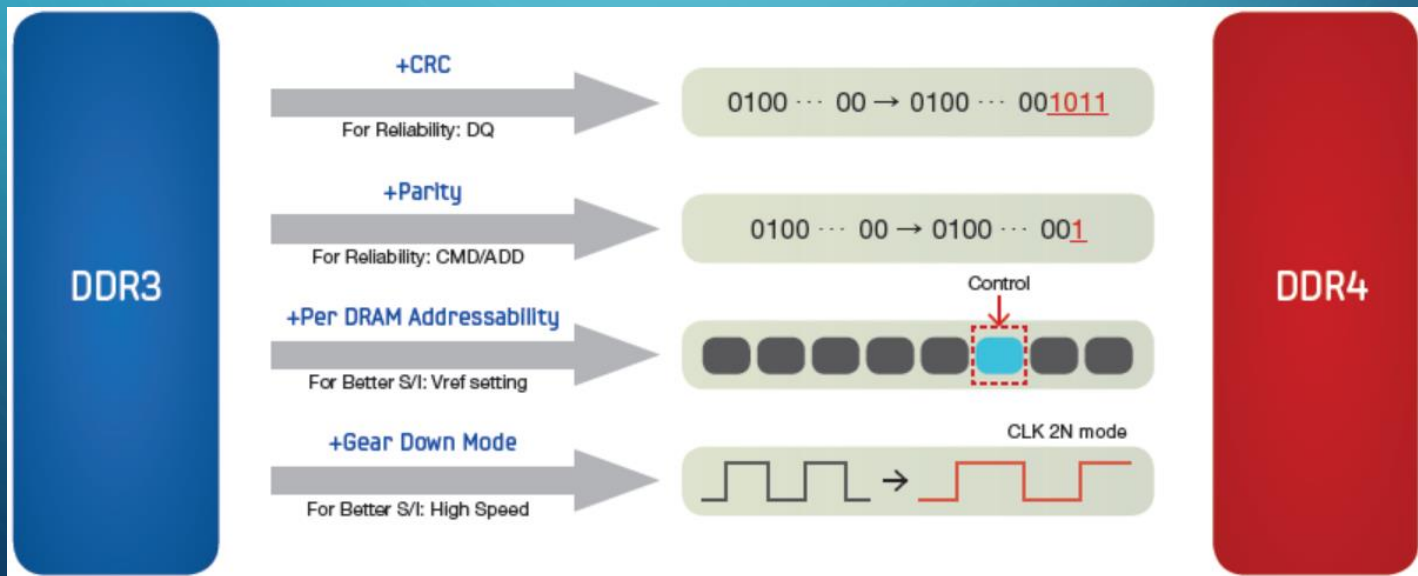 DDR3
+CRC
For Reliability: DQ
0100 ··· 00 → 0100 ··· 001011
+Parity
For Reliability: CMD/ADD
0100 ··· 00 → 0100 ··· 001
+Per DRAM Addressability
For Better S/I: Vref setting
Control
+Gear Down Mode
For Better S/I: High Speed
CLK 2N mode
→
DDR4